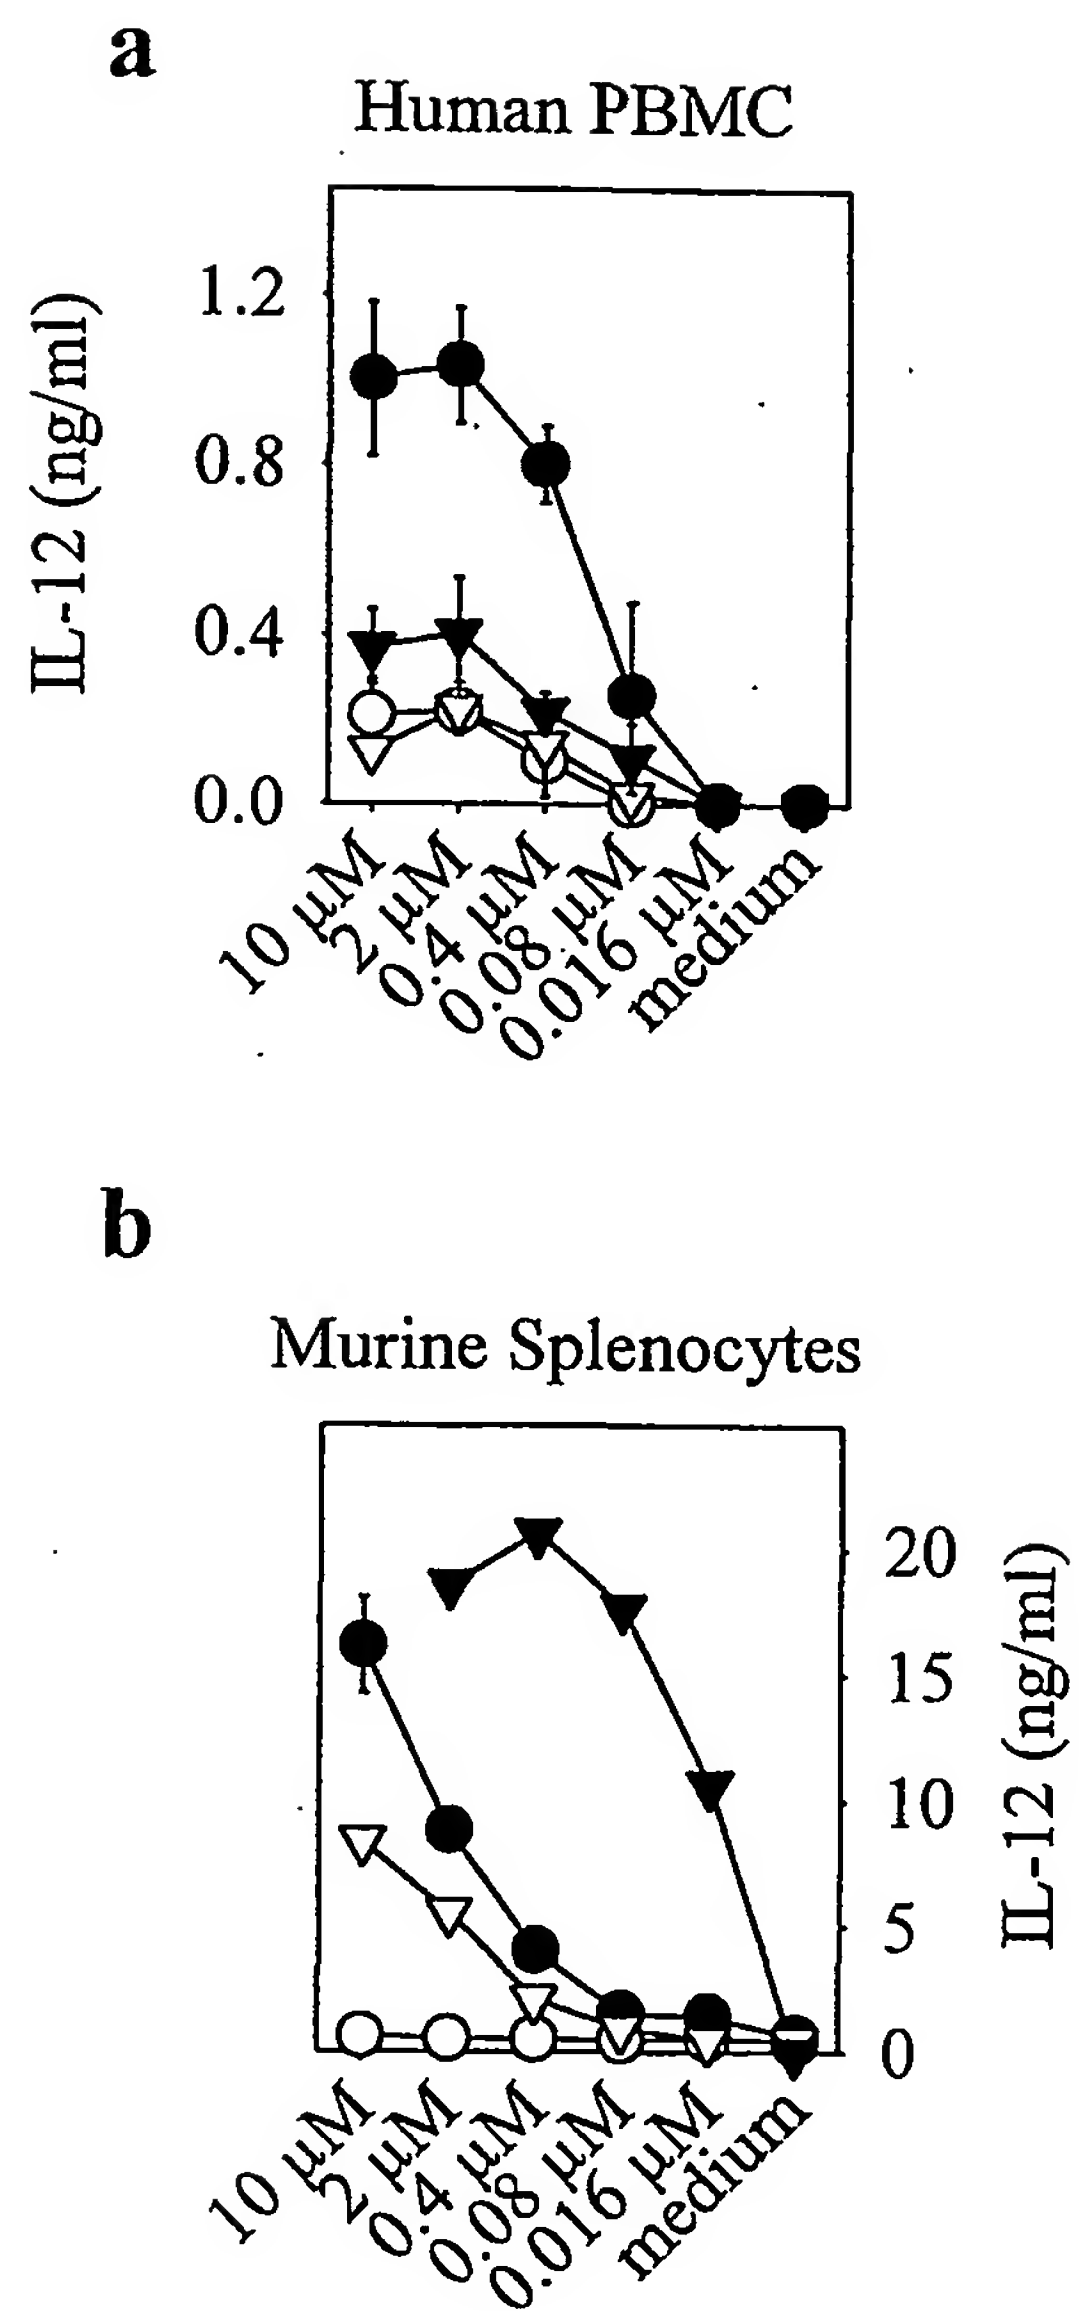 a
Human PBMC
IL-12 (ng/ml)
1.2
0.8
0.4
0.0
10 µM
2 µM
0.4 µM
0.08 µM
0.016 µM
medium
b
Murine Splenocytes
20
15
10
5
0
IL-12 (ng/ml)
10 µM
2 µM
0.4 µM
0.08 µM
0.016 µM
medium